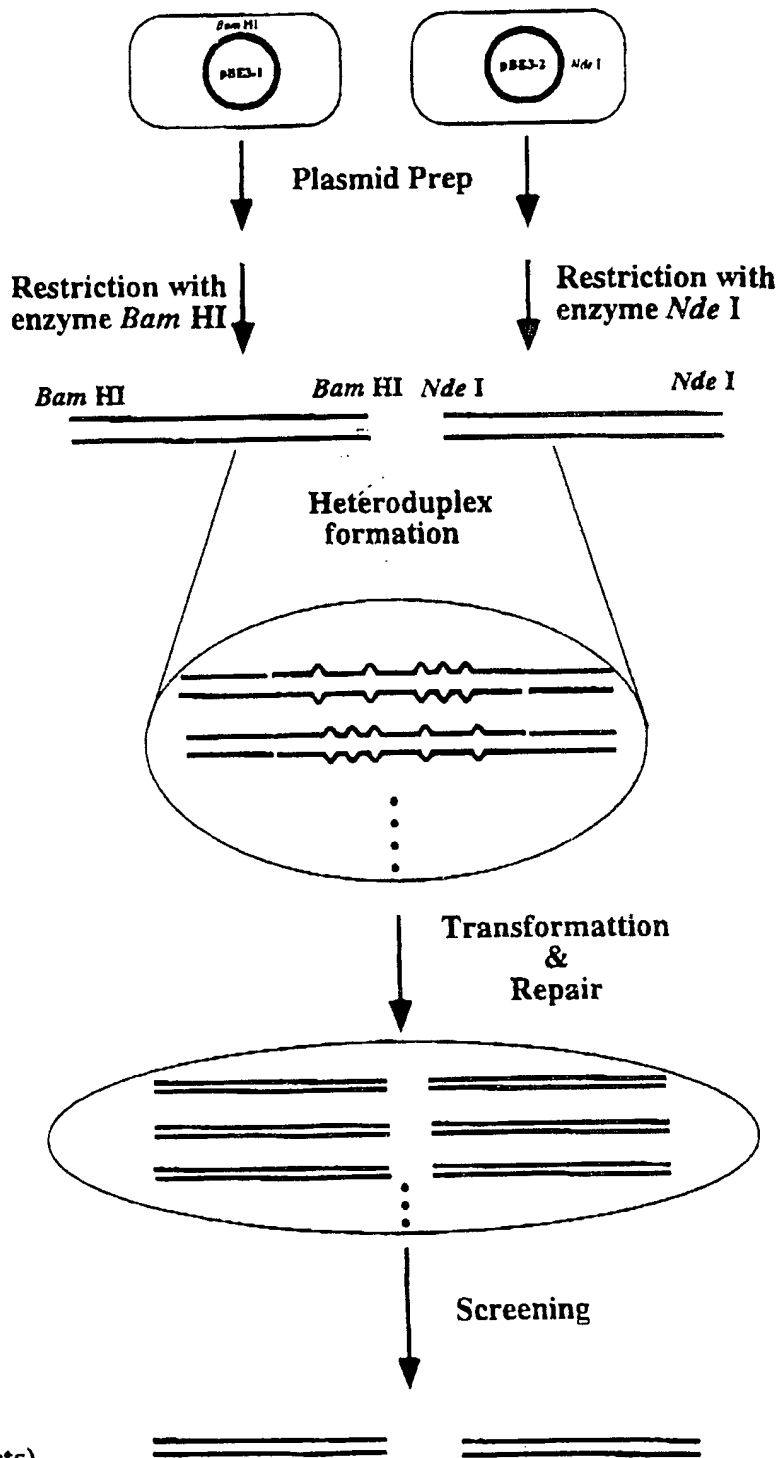 Bam HI
pBE3-1
pBE3-2
Nde I
Plasmid Prep
Restriction with
enzyme Bam HI
Restriction with
enzyme Nde I
Bam HI
Bam HI
Nde I
Nde I
Heteroduplex
formation
Transformattion
&
Repair
Screening